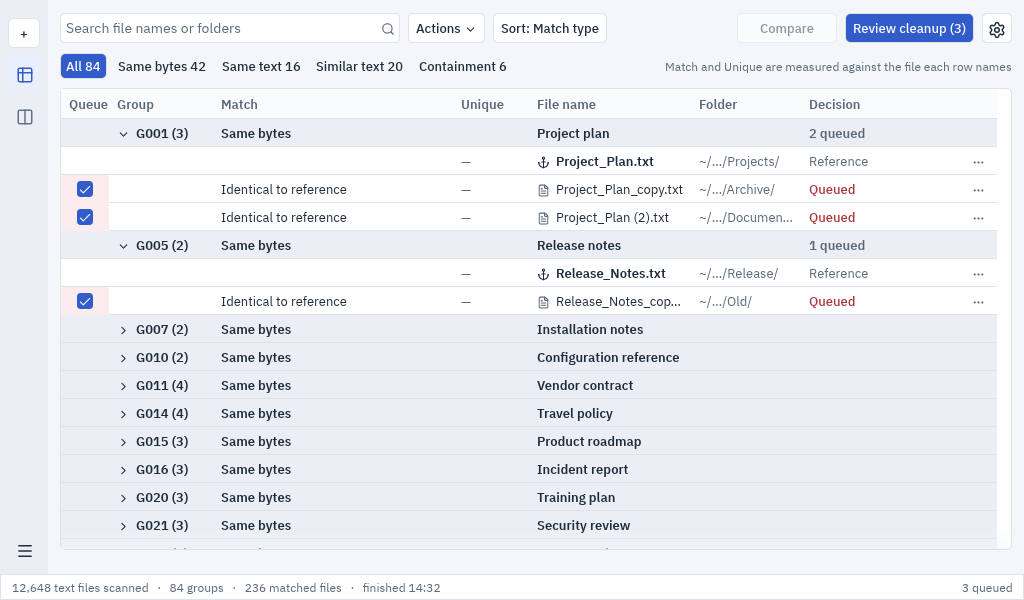 + Search file names or folders Actions Sort: Match type Compare Review cleanup (3)
All 84 Same bytes 42 Same text 16 Similar text 20 Containment 6 Match and Unique are measured against the file each row names
Queue Group Match Unique File name Folder Decision
G001 (3) Same bytes Project plan 2 queued
— Project_Plan.txt ~/…/Projects/ Reference ...
Identical to reference — Project_Plan_copy.txt ~/…/Archive/ Queued ...
Identical to reference — Project_Plan (2).txt ~/…/Documen… Queued ...
G005 (2) Same bytes Release notes 1 queued
— Release_Notes.txt ~/…/Release/ Reference ...
Identical to reference — Release_Notes_cop… ~/…/Old/ Queued ...
G007 (2) Same bytes Installation notes
G010 (2) Same bytes Configuration reference
G011 (4) Same bytes Vendor contract
G014 (4) Same bytes Travel policy
G015 (3) Same bytes Product roadmap
G016 (3) Same bytes Incident report
G020 (3) Same bytes Training plan
G021 (3) Same bytes Security review
12,648 text files scanned · 84 groups · 236 matched files · finished 14:32 3 queued